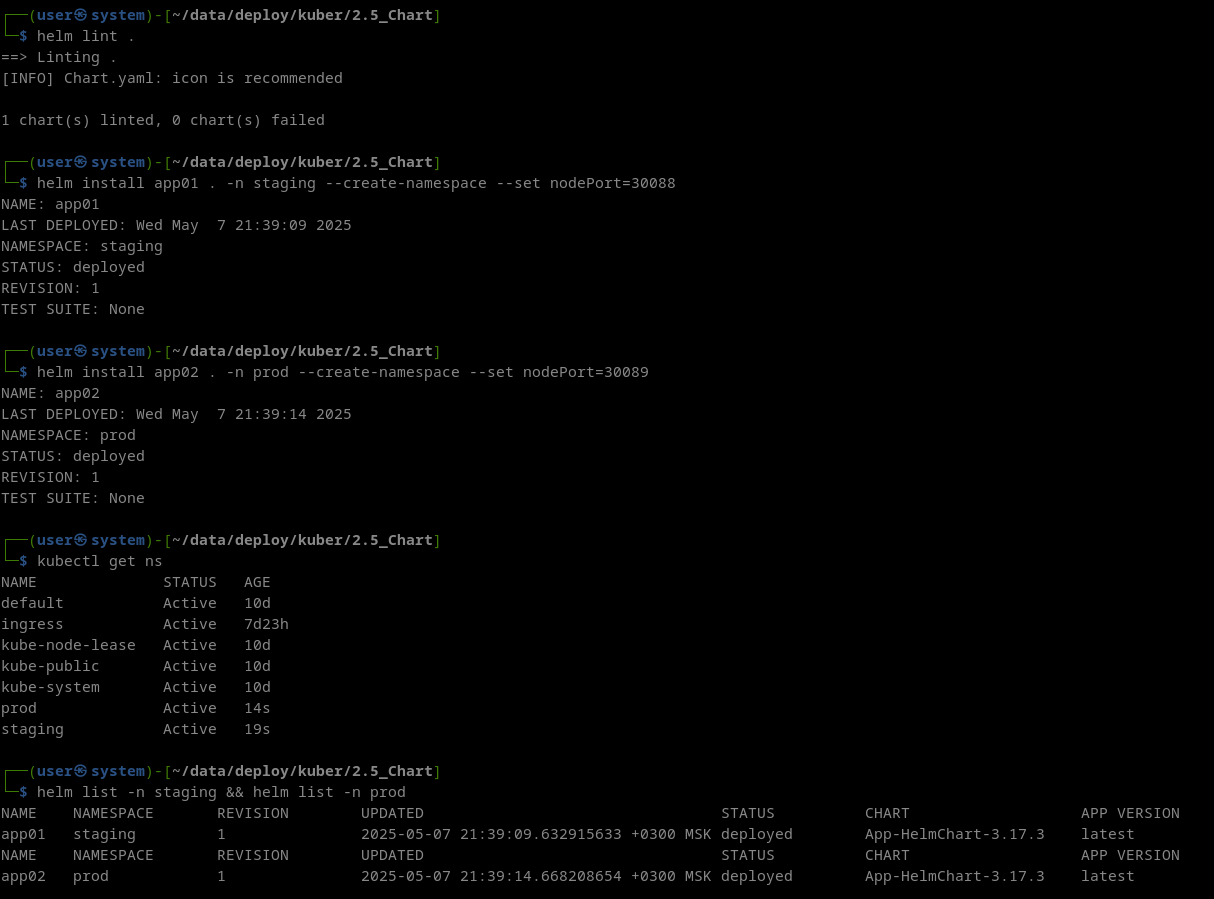 ┌──(user㉿system)-[~/data/deploy/kuber/2.5_Chart]
└─$ helm lint .
==> Linting .
[INFO] Chart.yaml: icon is recommended

1 chart(s) linted, 0 chart(s) failed

┌──(user㉿system)-[~/data/deploy/kuber/2.5_Chart]
└─$ helm install app01 . -n staging --create-namespace --set nodePort=30088
NAME: app01
LAST DEPLOYED: Wed May  7 21:39:09 2025
NAMESPACE: staging
STATUS: deployed
REVISION: 1
TEST SUITE: None

┌──(user㉿system)-[~/data/deploy/kuber/2.5_Chart]
└─$ helm install app02 . -n prod --create-namespace --set nodePort=30089
NAME: app02
LAST DEPLOYED: Wed May  7 21:39:14 2025
NAMESPACE: prod
STATUS: deployed
REVISION: 1
TEST SUITE: None

┌──(user㉿system)-[~/data/deploy/kuber/2.5_Chart]
└─$ kubectl get ns
NAME              STATUS   AGE
default           Active   10d
ingress           Active   7d23h
kube-node-lease   Active   10d
kube-public       Active   10d
kube-system       Active   10d
prod              Active   14s
staging           Active   19s

┌──(user㉿system)-[~/data/deploy/kuber/2.5_Chart]
└─$ helm list -n staging && helm list -n prod
NAME    NAMESPACE       REVISION        UPDATED                                 STATUS          CHART                   APP VERSION
app01   staging         1               2025-05-07 21:39:09.632915633 +0300 MSK deployed        App-HelmChart-3.17.3    latest
NAME    NAMESPACE       REVISION        UPDATED                                 STATUS          CHART                   APP VERSION
app02   prod            1               2025-05-07 21:39:14.668208654 +0300 MSK deployed        App-HelmChart-3.17.3    latest